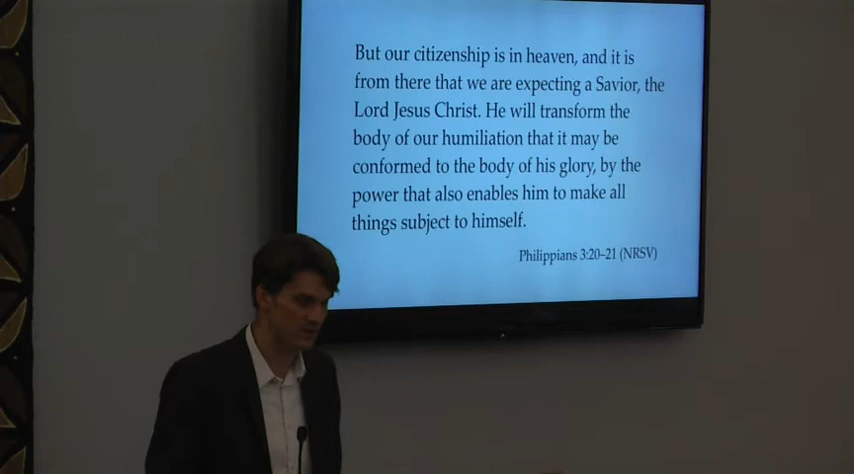 But our citizenship is in heaven, and it is
from there that we are expecting a Savior, the
Lord Jesus Christ. He will transform the
body of our humiliation that it may be
conformed to the body of his glory, by the
power that also enables him to make all
things subject to himself.
Philippians 3:20–21 (NRSV)